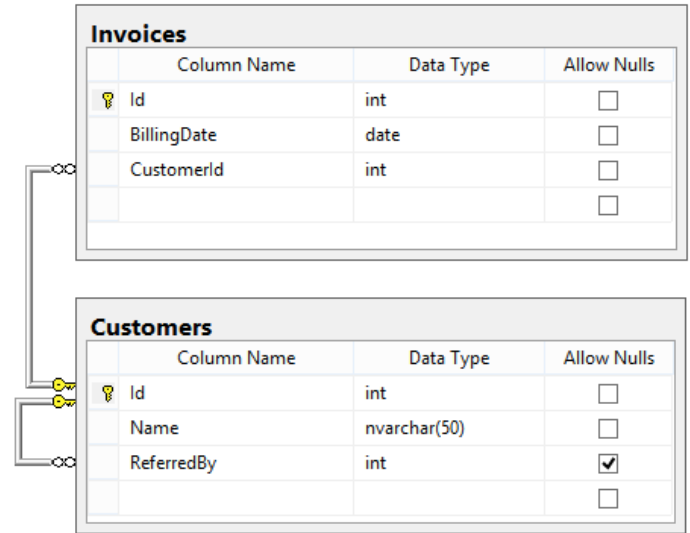 Invoices
Column Name Data Type Allow Nulls
Id int
BillingDate date
CustomerId int
Customers
Column Name Data Type Allow Nulls
Id int
Name nvarchar(50)
ReferredBy int